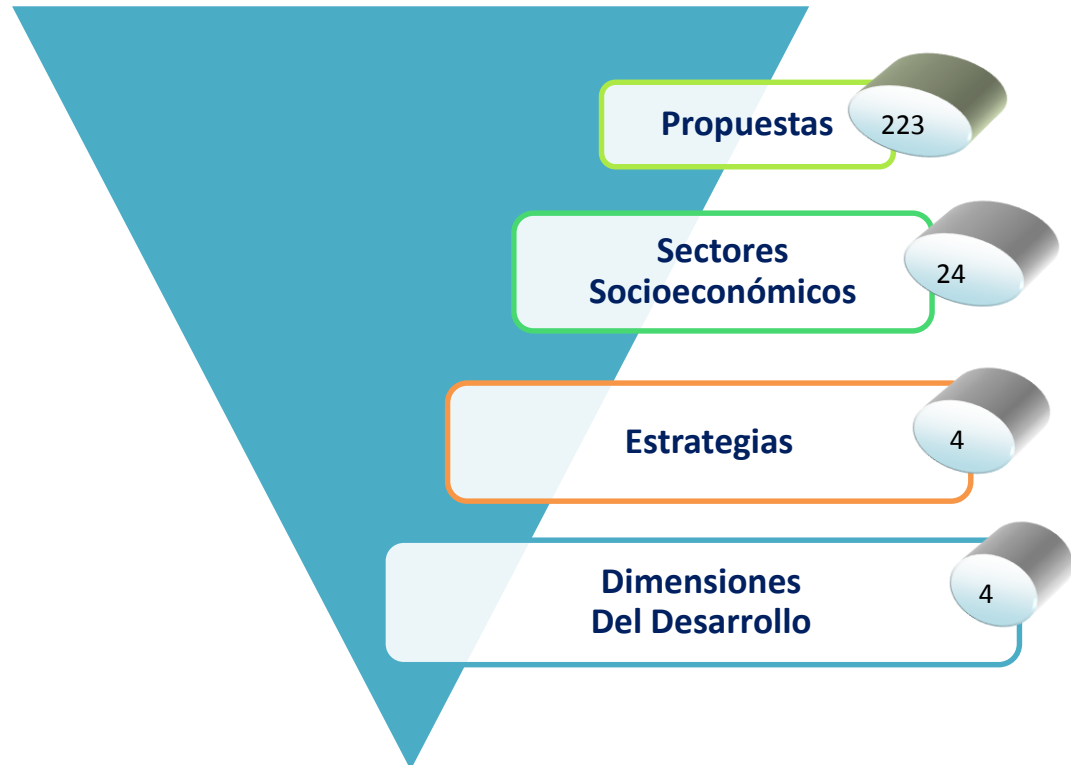 Propuestas
223
Sectores
Socioeconómicos
24
Estrategias
4
Dimensiones
Del Desarrollo
4